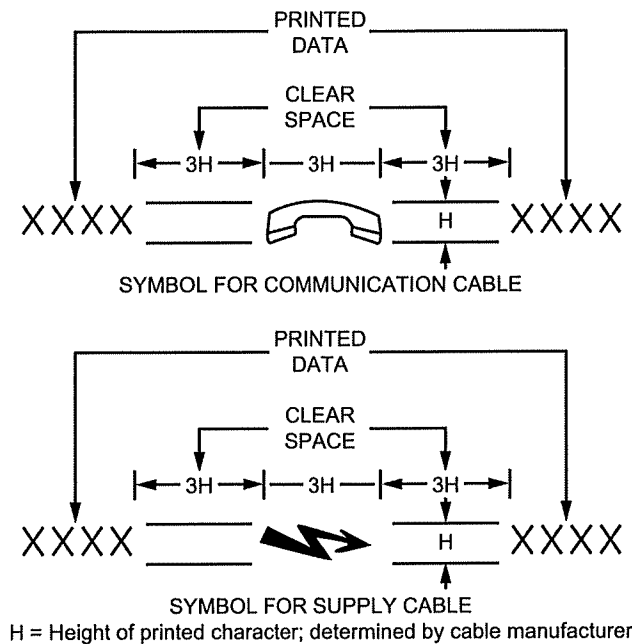 PRINTED
DATA
CLEAR
SPACE
3H 3H 3H
XXXX H XXXX
SYMBOL FOR COMMUNICATION CABLE
PRINTED
DATA
CLEAR
SPACE
3H 3H 3H
XXXX H XXXX
SYMBOL FOR SUPPLY CABLE
H = Height of printed character; determined by cable manufacturer